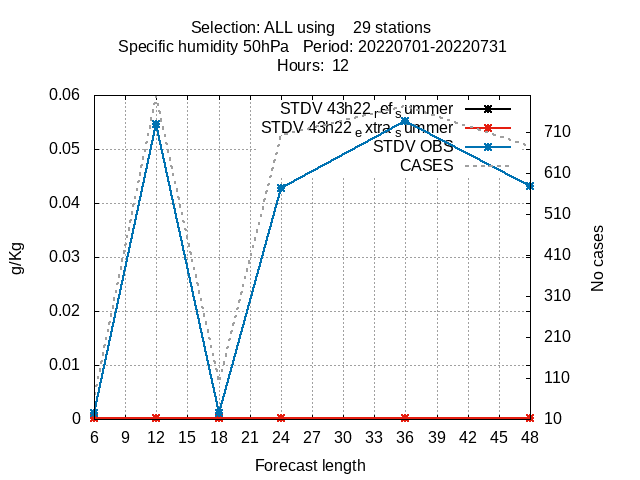 Selection: ALL using    29 stations
Specific humidity 50hPa   Period: 20220701-20220731
Hours:  12
STDV 43h22_ref_summer
STDV 43h22_extra_summer
STDV OBS
CASES
0.06
0.05
0.04
0.03
0.02
0.01
0
g/Kg
710
610
510
410
310
210
110
10
No cases
6 9 12 15 18 21 24 27 30 33 36 39 42 45 48
Forecast length